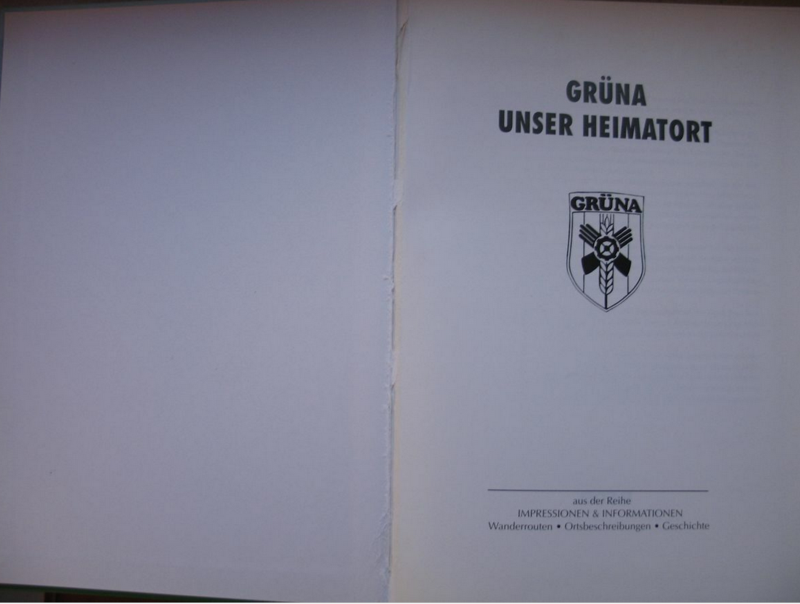 GRÜNA
UNSER HEIMATORT
GRÜNA
aus der Reihe
IMPRESSIONEN & INFORMATIONEN
Wanderrouten • Ortsbeschreibungen • Geschichte